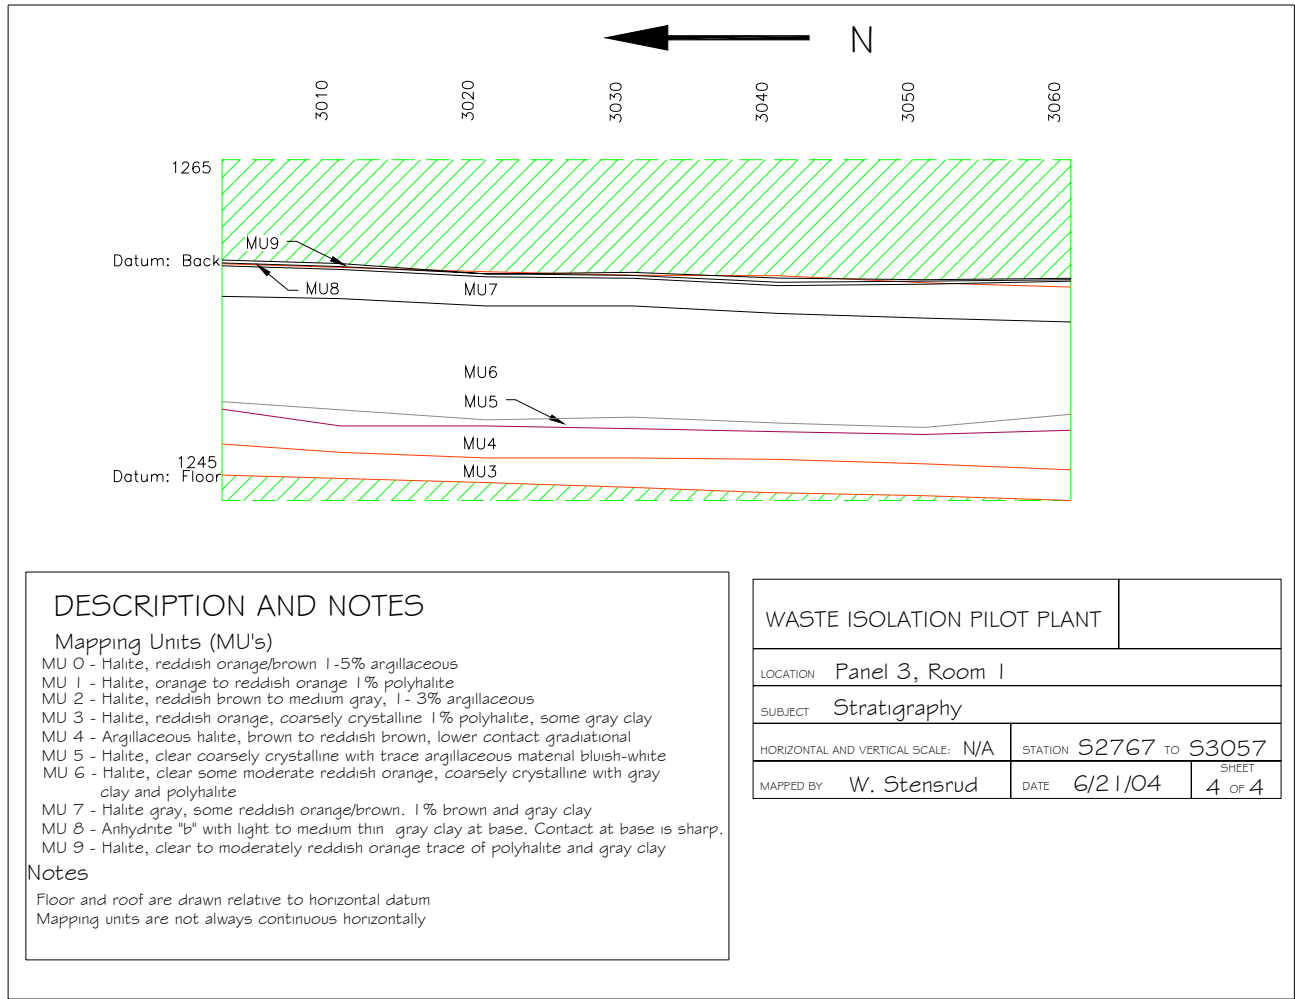 N
3010
3020
3030
3040
3050
3060
1265
MU9
Datum: Back
MU8
MU7
MU6
MU5
MU4
1245
MU3
Datum: Floor
DESCRIPTION AND NOTES
Mapping Units (MU's)
MU 0 - Halite, reddish orange/brown 1-5% argillaceous
MU 1 - Halite, orange to reddish orange 1% polyhalite
MU 2 - Halite, reddish brown to medium gray, 1- 3% argillaceous
MU 3 - Halite, reddish orange, coarsely crystalline 1% polyhalite, some gray clay
MU 4 - Argillaceous halite, brown to reddish brown, lower contact gradiational
MU 5 - Halite, clear coarsely crystalline with trace argillaceous material bluish-white
MU 6 - Halite, clear some moderate reddish orange, coarsely crystalline with gray
clay and polyhalite
MU 7 - Halite gray, some reddish orange/brown. 1% brown and gray clay
MU 8 - Anhydrite "b" with light to medium thin gray clay at base. Contact at base is sharp.
MU 9 - Halite, clear to moderately reddish orange trace of polyhalite and gray clay
Notes
Floor and roof are drawn relative to horizontal datum
Mapping units are not always continuous horizontally
WASTE ISOLATION PILOT PLANT
LOCATION Panel 3, Room 1
SUBJECT Stratigraphy
HORIZONTAL AND VERTICAL SCALE: N/A
STATION S2767 TO S3057
MAPPED BY W. Stensrud
DATE 6/21/04
SHEET
4 OF 4